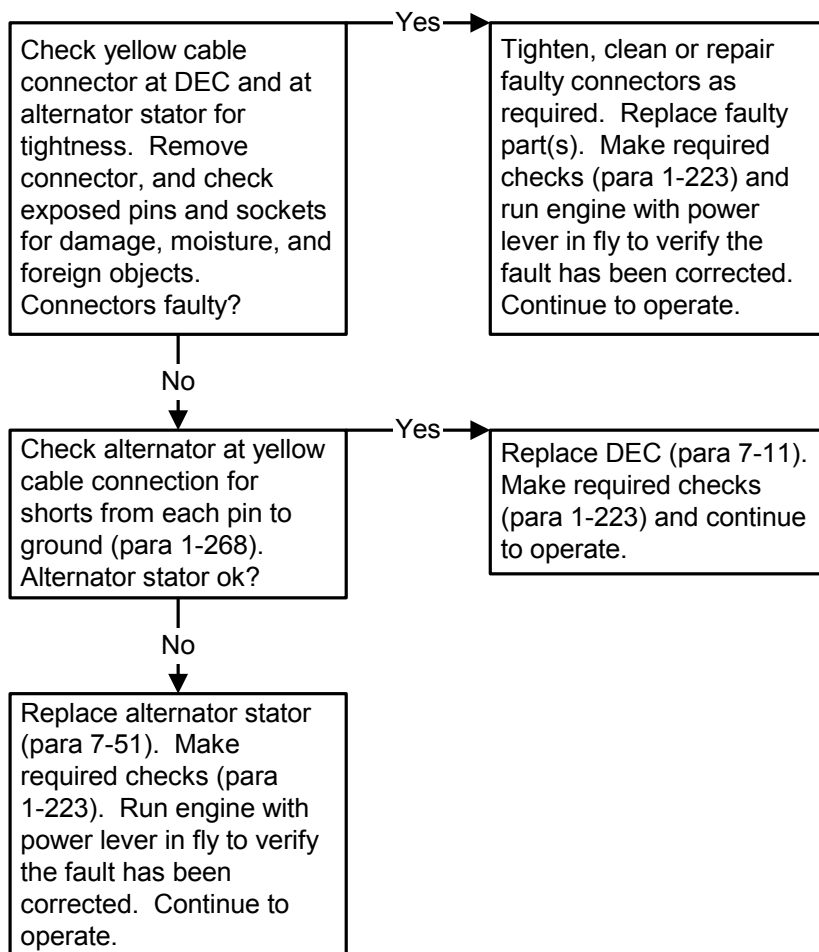 Check yellow cable
connector at DEC and at
alternator stator for
tightness.  Remove
connector, and check
exposed pins and sockets
for damage, moisture, and
foreign objects.
Connectors faulty?
Yes
Tighten, clean or repair
faulty connectors as
required.  Replace faulty
part(s).  Make required
checks (para 1-223) and
run engine with power
lever in fly to verify the
fault has been corrected.
Continue to operate.
No
Check alternator at yellow
cable connection for
shorts from each pin to
ground (para 1-268).
Alternator stator ok?
Yes
Replace DEC (para 7-11).
Make required checks
(para 1-223) and continue
to operate.
No
Replace alternator stator
(para 7-51).  Make
required checks (para
1-223).  Run engine with
power lever in fly to verify
the fault has been
corrected.  Continue to
operate.